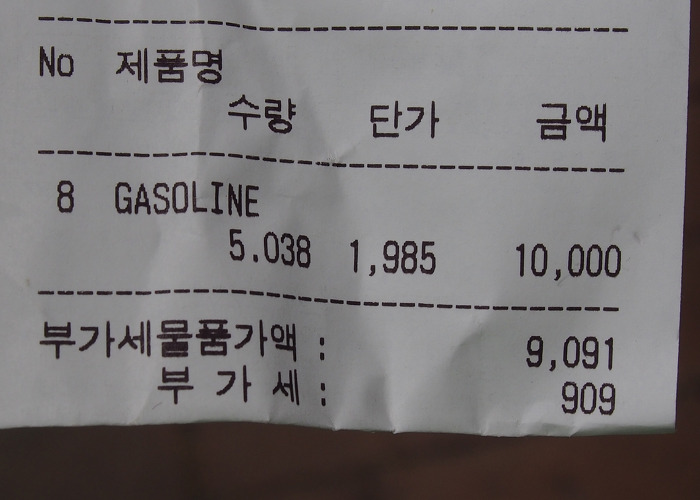 No 제품명
수량 단가 금액
8 GASOLINE
5.038 1,985 10,000
부가세물품가액 : 9,091
부 가 세 : 909